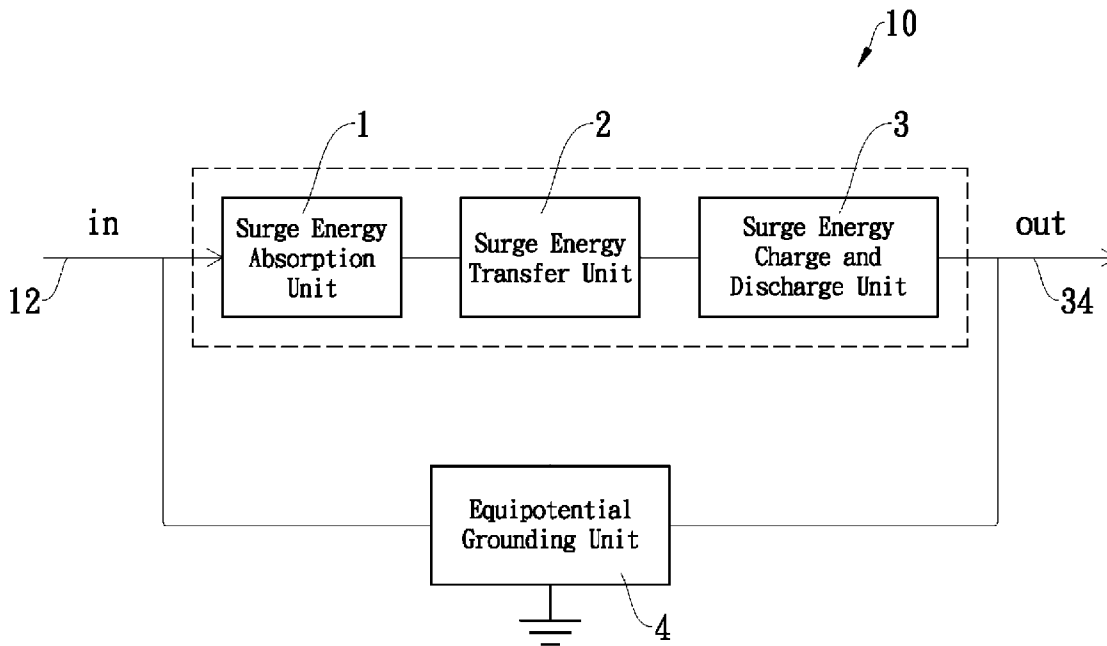 10
1
2
3
in
Surge Energy
Absorption
Unit
Surge Energy
Transfer Unit
Surge Energy
Charge and
Discharge Unit
out
12
34
Equipotential
Grounding Unit
4